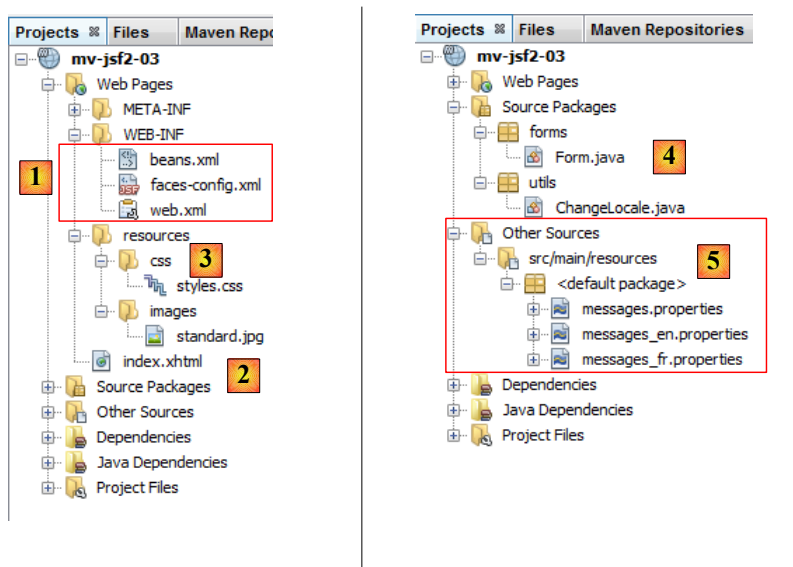 Projects Files Maven Repo
mv-jsf2-03
Web Pages
META-INF
WEB-INF
1
beans.xml
faces-config.xml
web.xml
resources
css
3
styles.css
images
standard.jpg
index.xhtml
2
Source Packages
Other Sources
Dependencies
Java Dependencies
Project Files
Projects Files Maven Repositories
mv-jsf2-03
Web Pages
Source Packages
forms
Form.java
4
utils
ChangeLocale.java
Other Sources
src/main/resources
5
<default package>
messages.properties
messages_en.properties
messages_fr.properties
Dependencies
Java Dependencies
Project Files